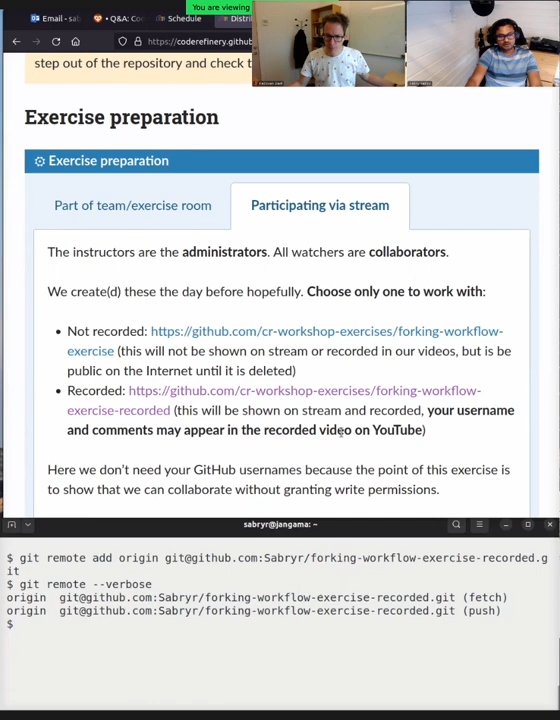 You are viewing
Email - sab
Q&A: Co
Schedule
Distri
https://coderefinery.github
step out of the repository and check t
Exercise preparation
Exercise preparation
Part of team/exercise room
Participating via stream
The instructors are the administrators. All watchers are collaborators.
We create(d) these the day before hopefully. Choose only one to work with:
• Not recorded: https://github.com/cr-workshop-exercises/forking-workflow-
exercise (this will not be shown on stream or recorded in our videos, but is be
public on the Internet until it is deleted)
• Recorded: https://github.com/cr-workshop-exercises/forking-workflow-
exercise-recorded (this will be shown on stream and recorded, your username
and comments may appear in the recorded video on YouTube)
Here we don't need your GitHub usernames because the point of this exercise is
to show that we can collaborate without granting write permissions.
sabryr@jangama: ~
$ git remote add origin git@github.com:Sabryr/forking-workflow-exercise-recorded.g
it
$ git remote --verbose
origin  git@github.com:Sabryr/forking-workflow-exercise-recorded.git (fetch)
origin  git@github.com:Sabryr/forking-workflow-exercise-recorded.git (push)
$